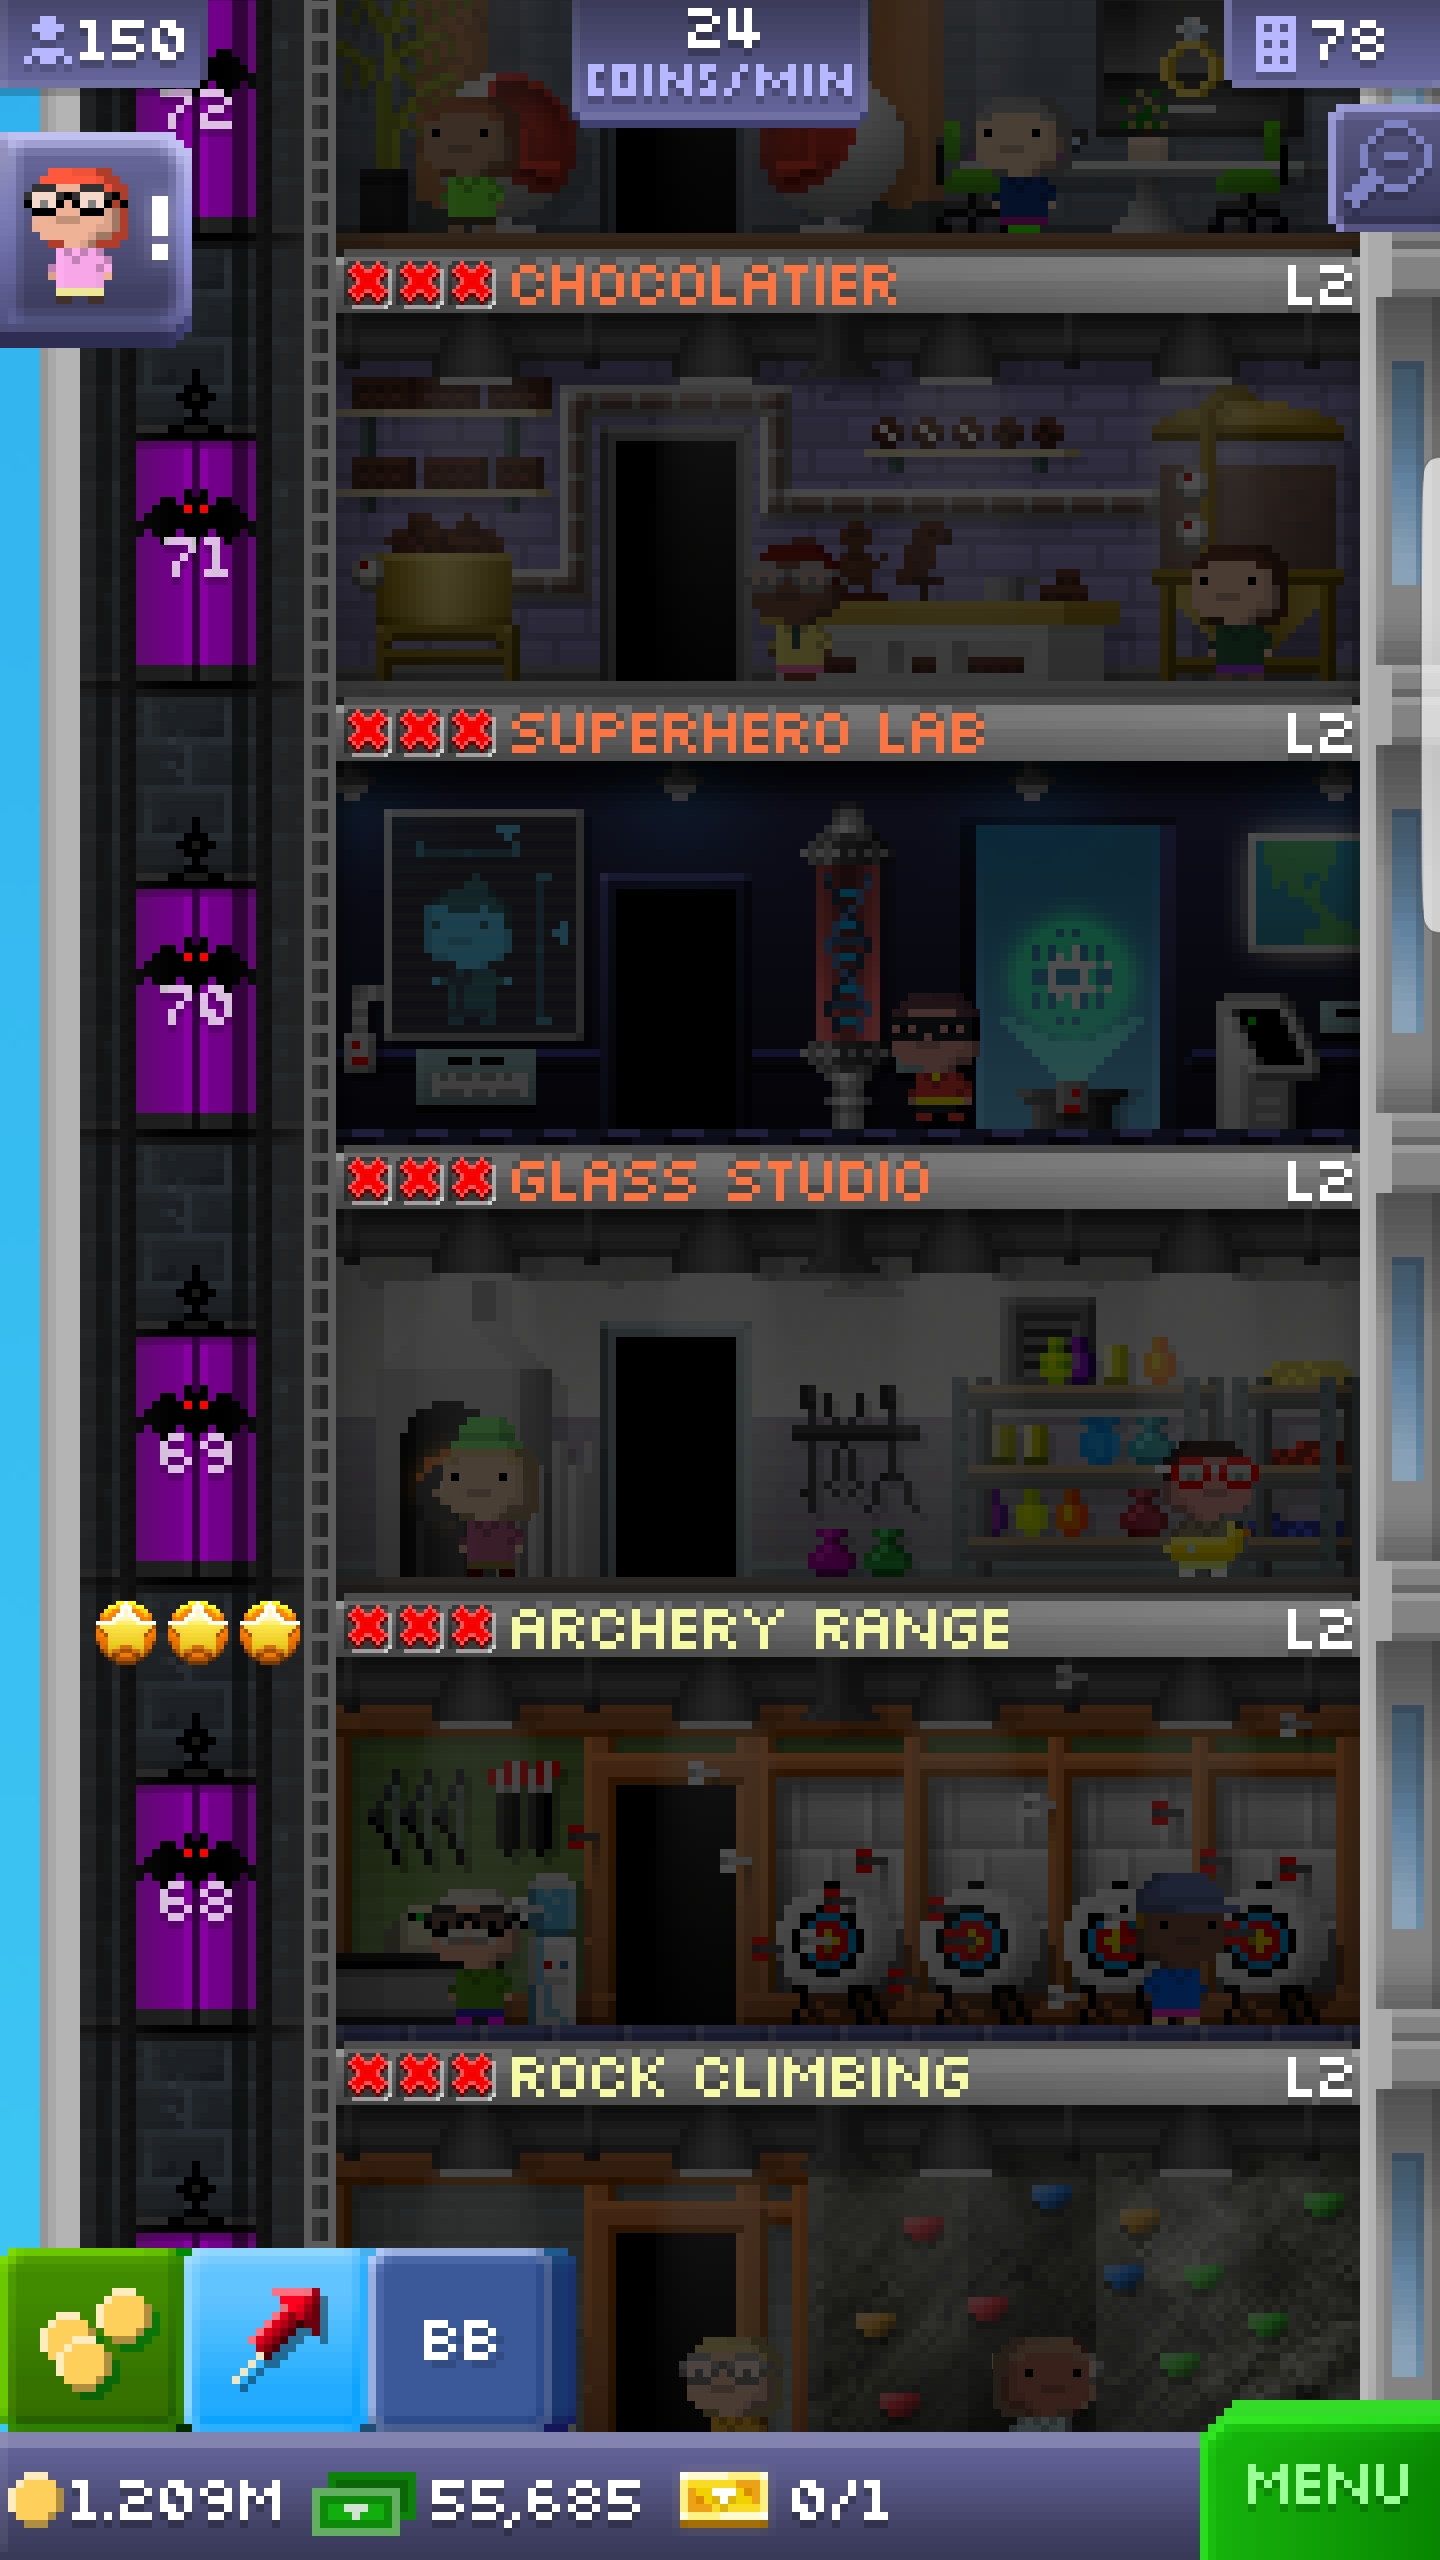 150
24
COINS/MIN
78
72
!
CHOCOLATIER L2
71
SUPERHERO LAB L2
70
GLASS STUDIO L2
69
ARCHERY RANGE L2
68
ROCK CLIMBING L2
BB
1.209M 55,685 0/1
MENU